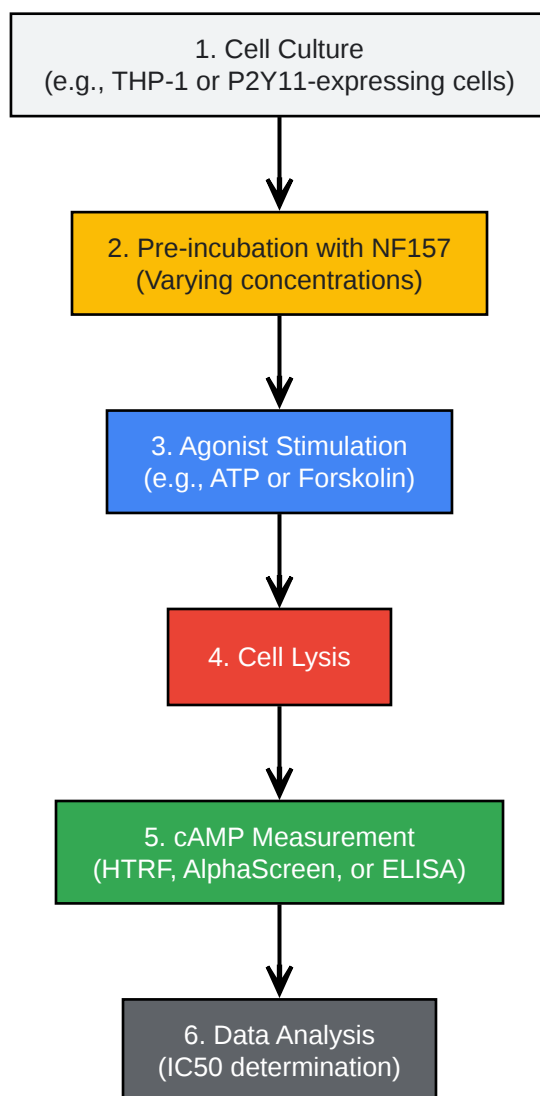 1. Cell Culture
(e.g., THP-1 or P2Y11-expressing cells)
2. Pre-incubation with NF157
(Varying concentrations)
3. Agonist Stimulation
(e.g., ATP or Forskolin)
4. Cell Lysis
5. cAMP Measurement
(HTRF, AlphaScreen, or ELISA)
6. Data Analysis
(IC50 determination)